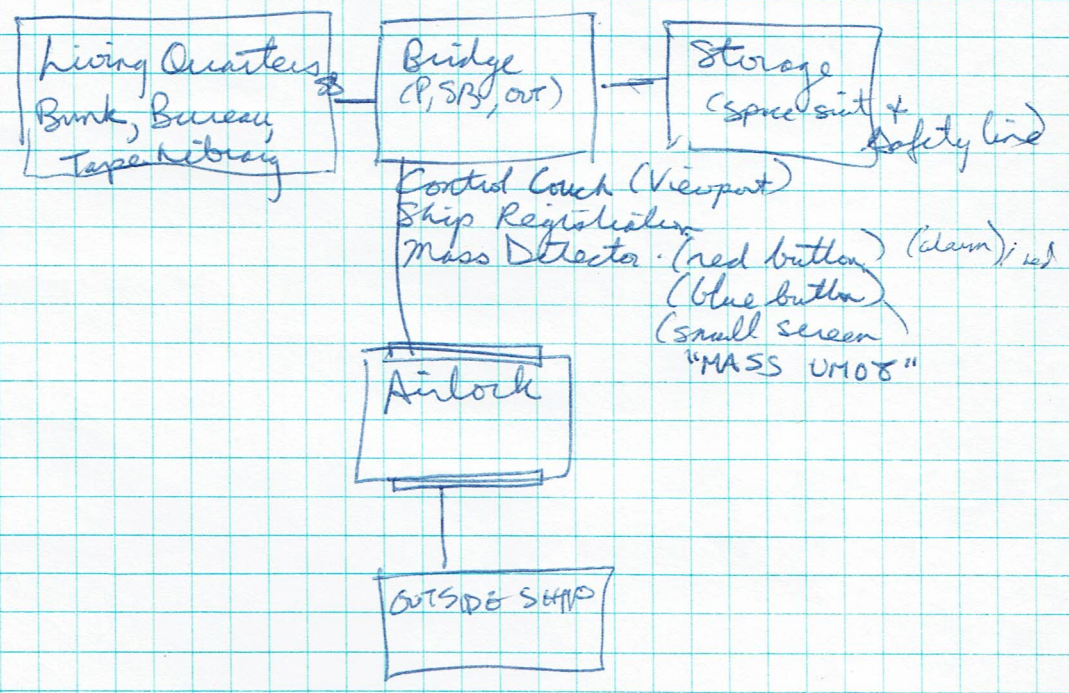 Living Quarters
Bunk, Bureau,
Tape Library
Bridge
(P, SB, OUT)
Storage
(space suit &
safety line)
Control Couch (Viewport)
Ship Registration
Mass Detector. (red button) (alarm)
(blue button)
(small screen
"MASS UM08"
Airlock
OUTSIDE SHIP